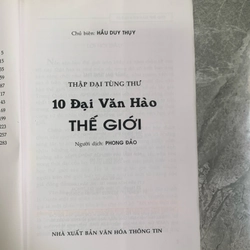 5
Chủ biên: HẦU DUY THỤY
THẬP ĐẠI TÙNG THƯ
10 Đại Văn Hào
THẾ GIỚI
Người dịch: PHONG ĐẢO
NHÀ XUẤT BẢN VĂN HÓA THÔNG TIN